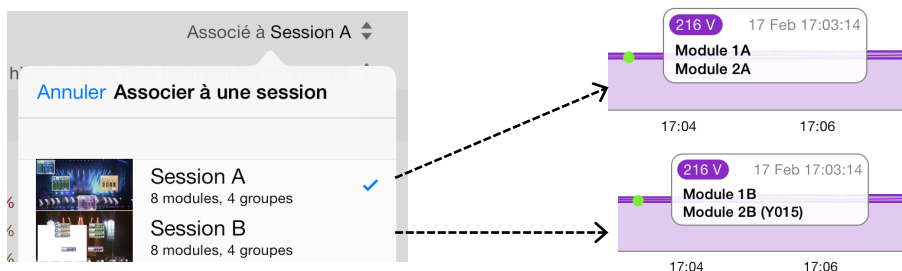 Associé à Session A
Annuler Associer à une session
Session A
8 modules, 4 groupes
Session B
8 modules, 4 groupes
%
%
%
216 V 17 Feb 17:03:14
Module 1A
Module 2A
17:04 17:06
216 V 17 Feb 17:03:14
Module 1B
Module 2B (Y015)
17:04 17:06